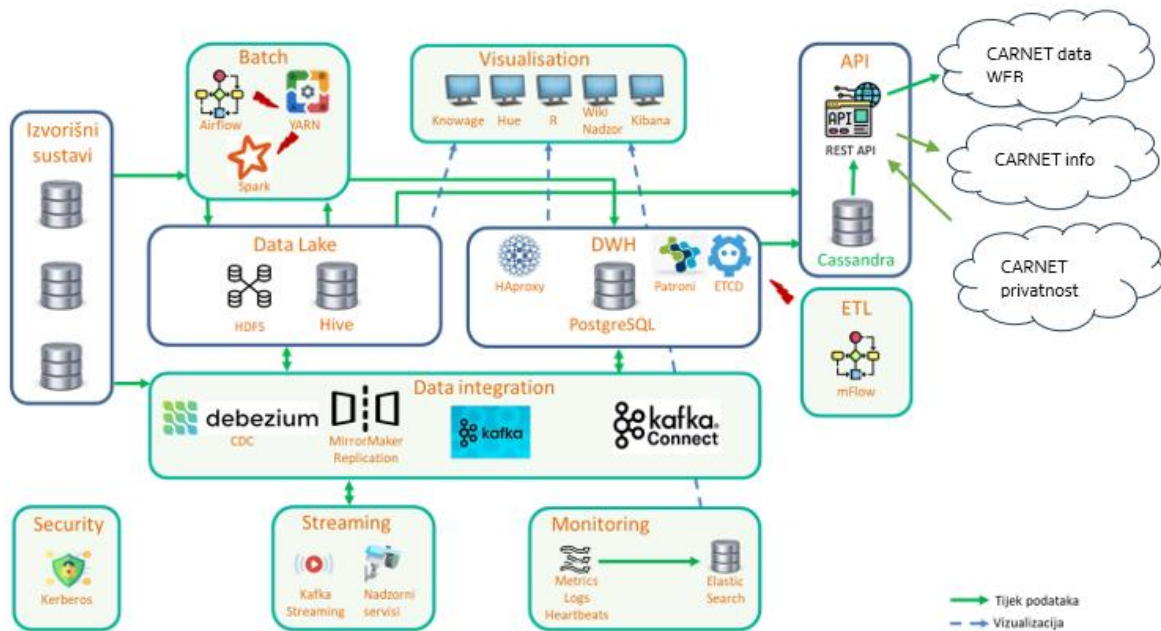 Batch
Airflow
YARN
Spark
Visualisation
Knowage
Hue
R
Wiki
Nadzor
Kibana
API
API
REST API
Cassandra
CARNET data
WEB
CARNET info
CARNET
privatnost
Izvorišni
sustavi
Data Lake
HDFS
Hive
DWH
HAproxy
PostgreSQL
Patroni
ETCD
ETL
mFlow
Data integration
debezium
CDC
MirrorMaker
Replication
kafka
kafka
Connect
Security
Kerberos
Streaming
Kafka
Streaming
Nadzorni
servisi
Monitoring
Metrics
Logs
Heartbeats
Elastic
Search
Tijek podataka
Vizualizacija